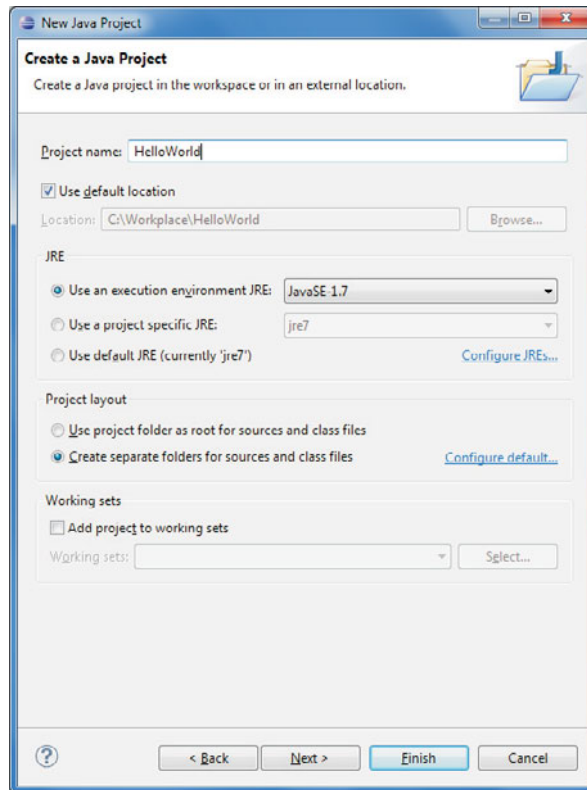 New Java Project
Create a Java Project
Create a Java project in the workspace or in an external location.
Project name: HelloWorld
Use default location
Location: C:\Workplace\HelloWorld Browse...
JRE
Use an execution environment JRE: JavaSE-1.7
Use a project specific JRE: jre7
Use default JRE (currently 'jre7') Configure JREs...
Project layout
Use project folder as root for sources and class files
Create separate folders for sources and class files Configure default...
Working sets
Add project to working sets
Working sets: Select...
? < Back Next > Finish Cancel